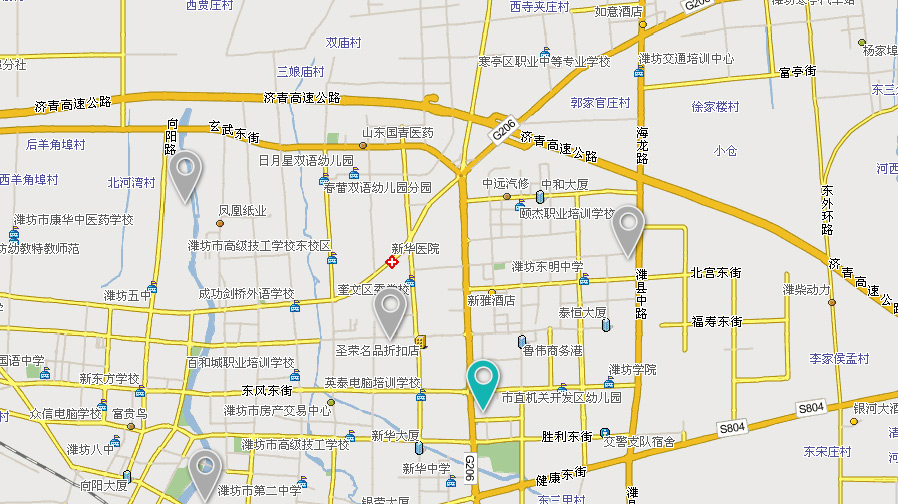 西贾庄村
西寺夹庄村
如意酒店
G206
双庙村
寒亭区职业中等专业学校
潍坊交通培训中心
杨家埠
三娘庙村
富亭街
济青高速公路
济青高速公路
郭家官庄村
徐家楼村
东三
向阳路
玄武东街
山东国青医药
G206
济青高速公路
海龙路
后羊角埠村
日月星双语幼儿园
小仓
西羊角埠村
北河湾村
春蕾双语幼儿园分园
中远汽修
中和大厦
河西
东外环路
潍坊市康华中医药学校
凤凰纸业
颐杰职业培训学校
坊幼教特教师范
潍坊市高级技工学校东校区
新华医院
潍坊东明中学
潍县中路
北宫东街
济青高速公路
潍坊五中
成功剑桥外语学校
奎文区委学校
新雅酒店
泰恒大厦
潍柴动力
福寿东街
圣荣名品折扣店
鲁伟商务港
李家侯孟村
国语中学
百和城职业培训学校
新东方学校
东风东街
英泰电脑培训学校
潍坊学院
市直机关开发区幼儿园
众信电脑学校
富贵鸟
潍坊市房产交易中心
S804
银河大酒
潍坊八中
潍坊市高级技工学校
新华大厦
胜利东街
交警支队宿舍
S804
清
东宋庄村
向阳大厦
潍坊市第二中学
新华中学
G206
健康东街
河
银荣大厦
东三里村
潍县